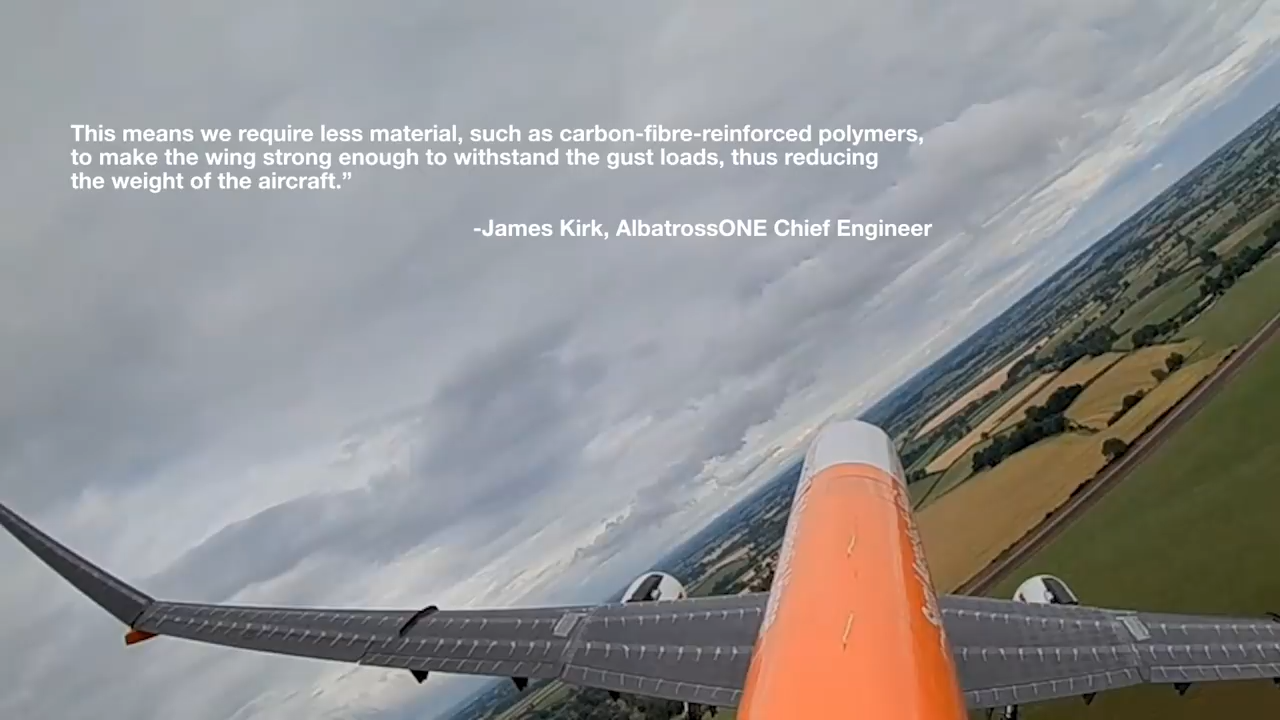 This means we require less material, such as carbon-fibre-reinforced polymers,
to make the wing strong enough to withstand the gust loads, thus reducing
the weight of the aircraft.”
-James Kirk, AlbatrossONE Chief Engineer